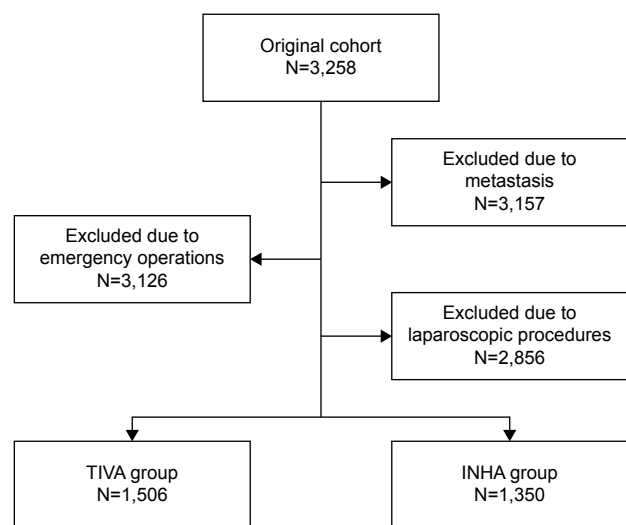 Original cohort
N=3,258
Excluded due to
metastasis
N=3,157
Excluded due to
emergency operations
N=3,126
Excluded due to
laparoscopic procedures
N=2,856
TIVA group
N=1,506
INHA group
N=1,350